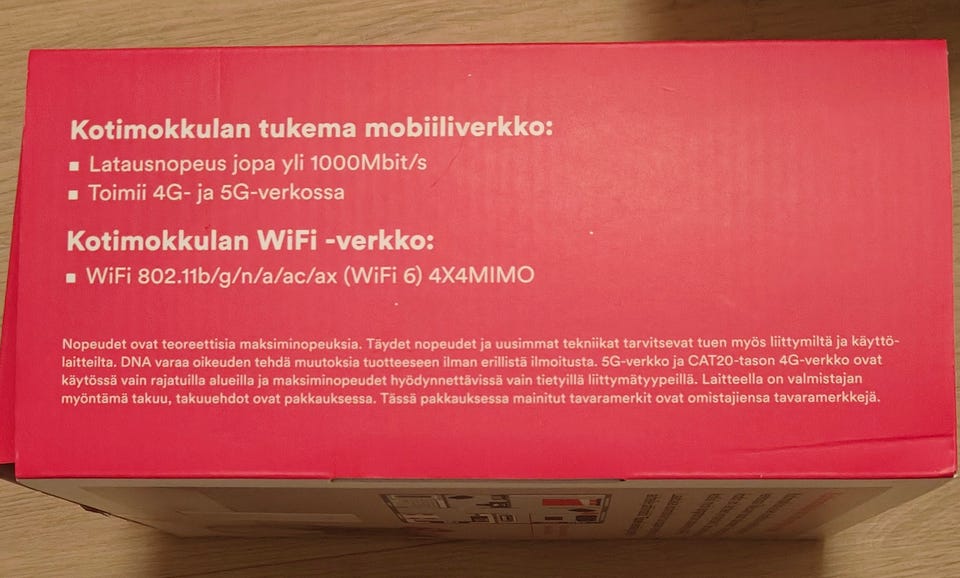 Kotimokkulan tukema mobiiliverkko:
▪ Latausnopeus jopa yli 1000Mbit/s
▪ Toimii 4G- ja 5G-verkossa
Kotimokkulan WiFi -verkko:
▪ WiFi 802.11b/g/n/a/ac/ax (WiFi 6) 4X4MIMO
Nopeudet ovat teoreettisia maksiminopeuksia. Täydet nopeudet ja uusimmat tekniikat tarvitsevat tuen myös liittymiltä ja käyttö-
laitteilta. DNA varaa oikeuden tehdä muutoksia tuotteeseen ilman erillistä ilmoitusta. 5G-verkko ja CAT20-tason 4G-verkko ovat
käytössä vain rajatuilla alueilla ja maksiminopeudet hyödynnettävissä vain tietyillä liittymätyypeillä. Laitteella on valmistajan
myöntämä takuu, takuuehdot ovat pakkauksessa. Tässä pakkauksessa mainitut tavaramerkit ovat omistajiensa tavaramerkkejä.